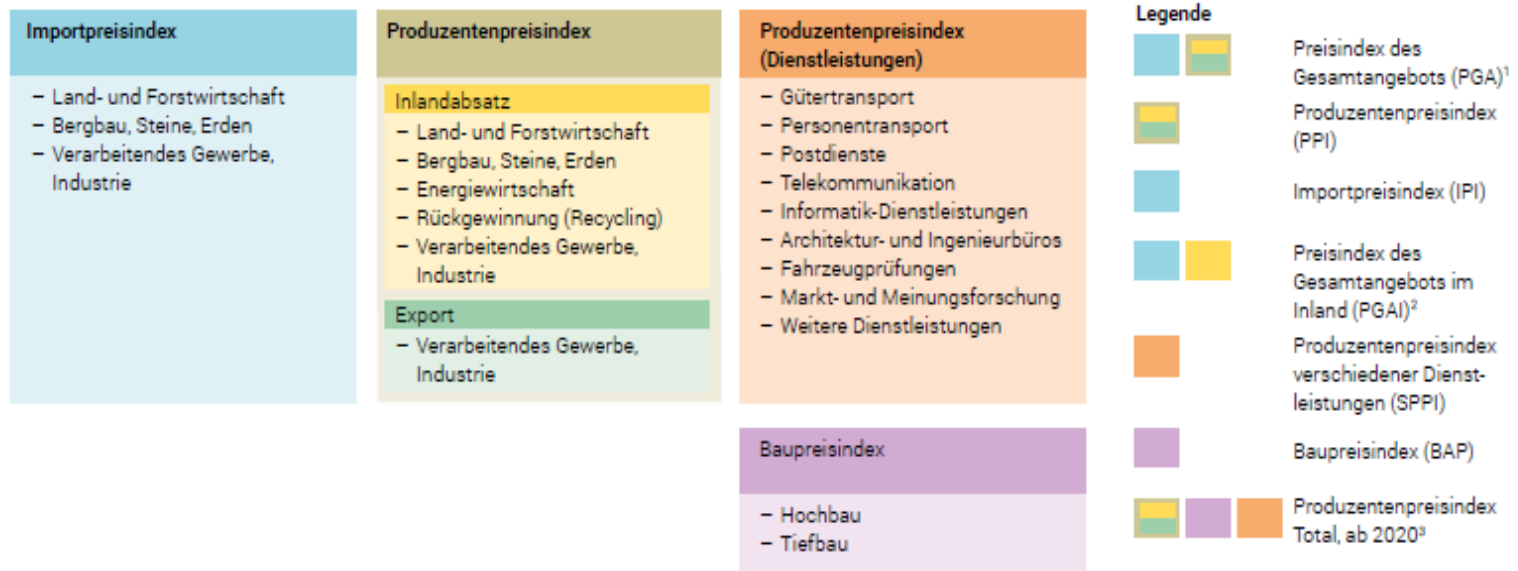 Importpreisindex
– Land- und Forstwirtschaft
– Bergbau, Steine, Erden
– Verarbeitendes Gewerbe,
Industrie
Produzentenpreisindex
Inlandabsatz
– Land- und Forstwirtschaft
– Bergbau, Steine, Erden
– Energiewirtschaft
– Rückgewinnung (Recycling)
– Verarbeitendes Gewerbe,
Industrie
Export
– Verarbeitendes Gewerbe,
Industrie
Produzentenpreisindex
(Dienstleistungen)
– Gütertransport
– Personentransport
– Postdienste
– Telekommunikation
– Informatik-Dienstleistungen
– Architektur- und Ingenieurbüros
– Fahrzeugprüfungen
– Markt- und Meinungsforschung
– Weitere Dienstleistungen
Baupreisindex
– Hochbau
– Tiefbau
Legende
Preisindex des
Gesamtangebots (PGA)¹
Produzentenpreisindex
(PPI)
Importpreisindex (IPI)
Preisindex des
Gesamtangebots im
Inland (PGAI)²
Produzentenpreisindex
verschiedener Dienst-
leistungen (SPPI)
Baupreisindex (BAP)
Produzentenpreisindex
Total, ab 2020³